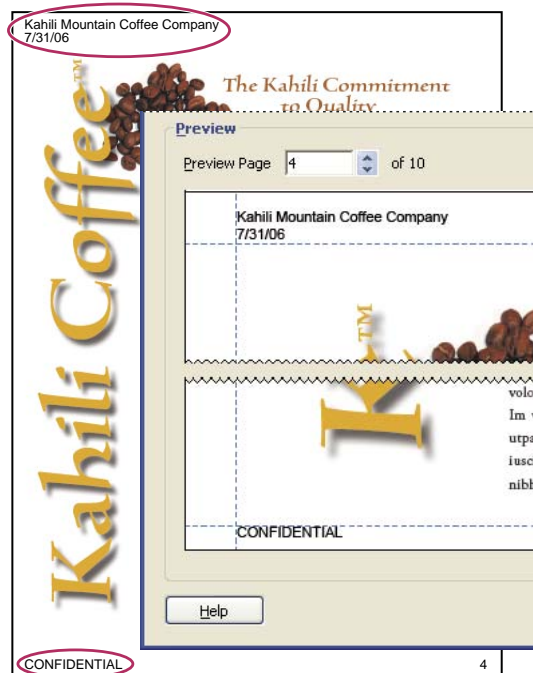 Kahili Mountain Coffee Company
7/31/06
Kahili Coffee™
The Kahili Commitment
to Quality
Preview
Preview Page 4 of 10
Kahili Mountain Coffee Company
7/31/06
TM
K
volo
Im
utpa
iusc
nibh
CONFIDENTIAL
Help
CONFIDENTIAL
4